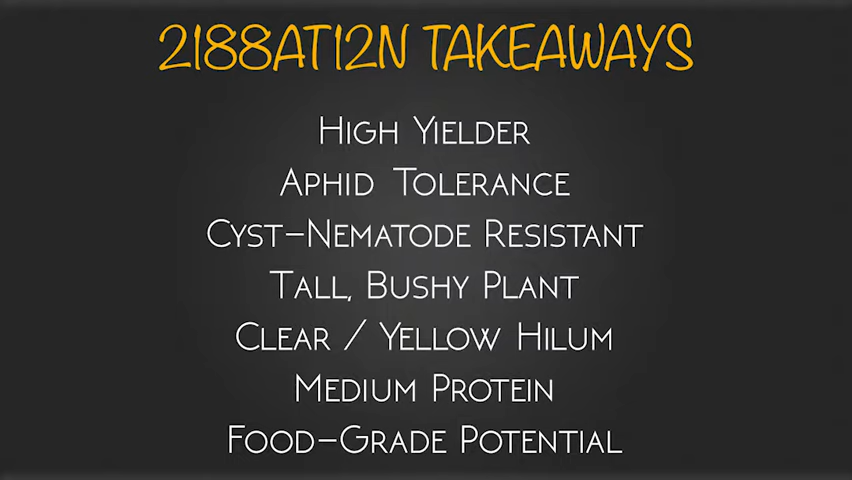 2188AT12N TAKEAWAYS
HIGH YIELDER
APHID TOLERANCE
CYST-NEMATODE RESISTANT
TALL, BUSHY PLANT
CLEAR / YELLOW HILUM
MEDIUM PROTEIN
FOOD-GRADE POTENTIAL